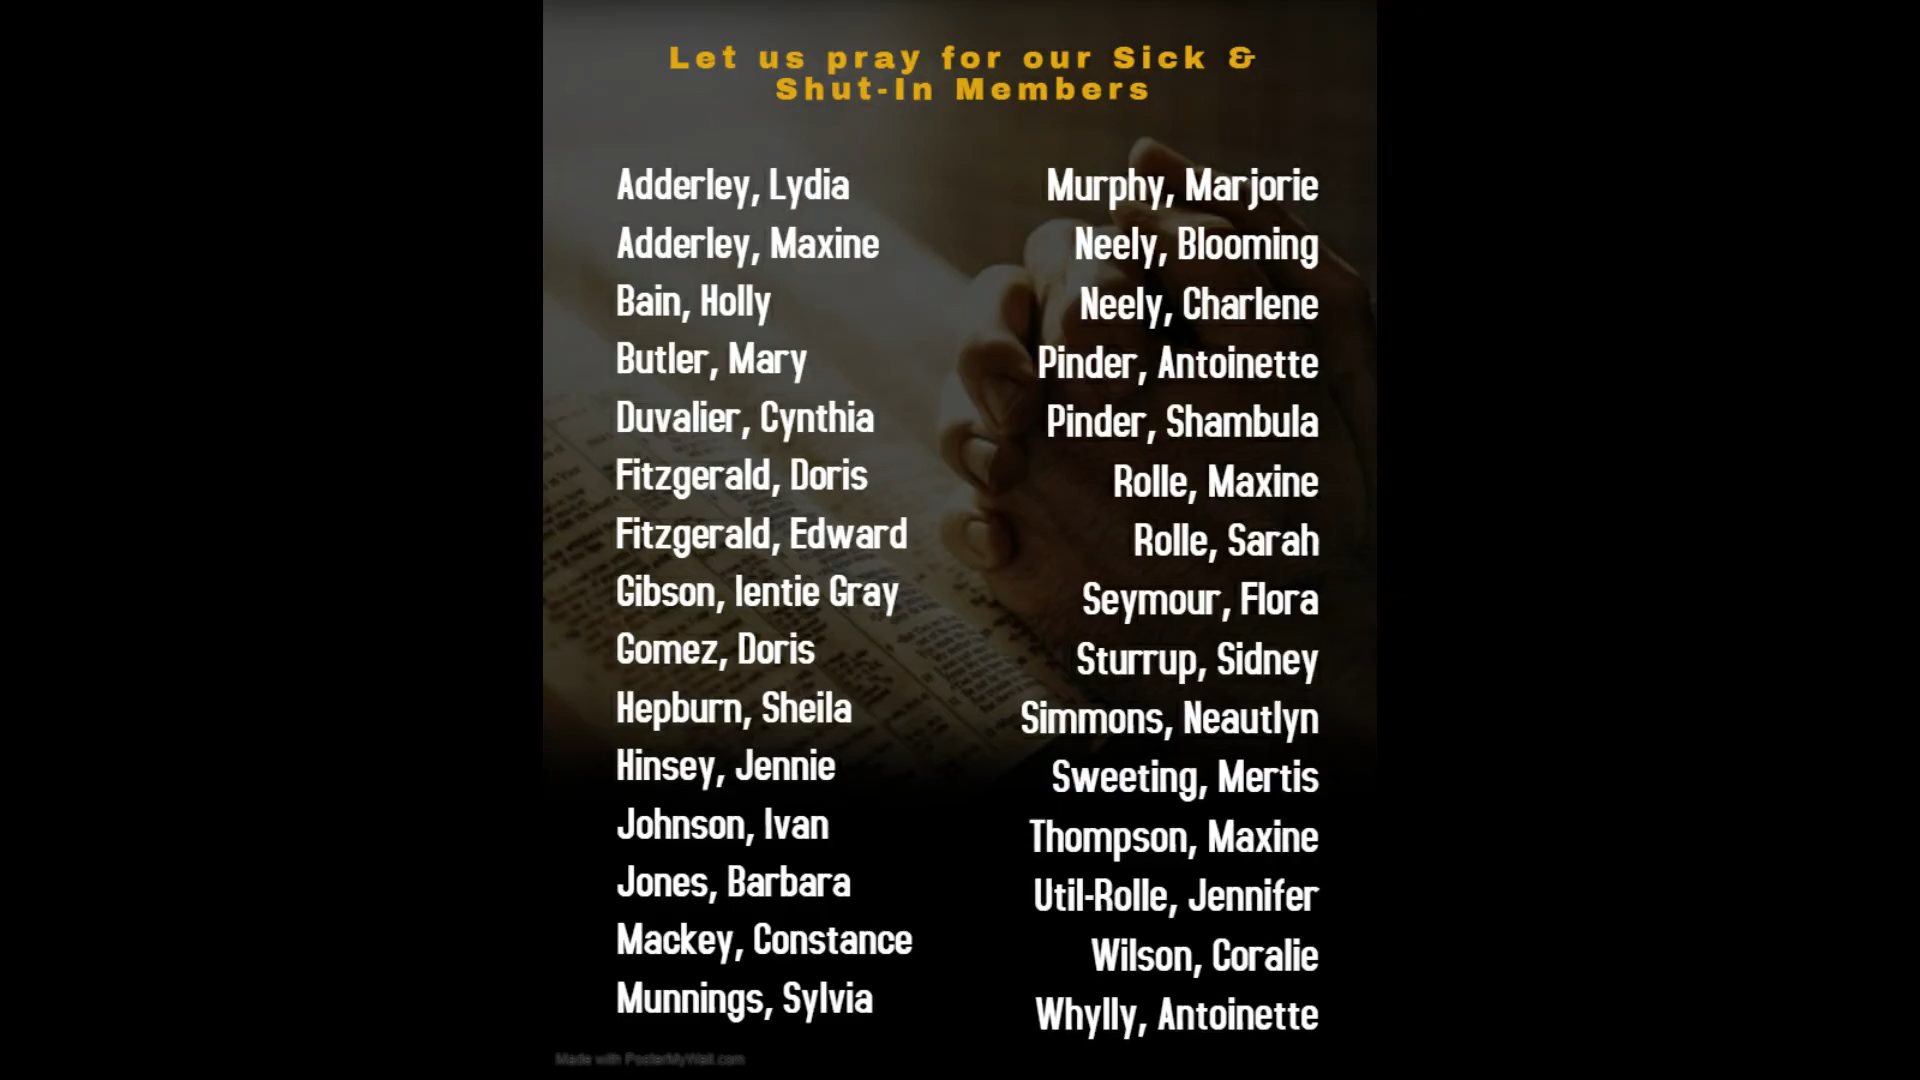 Let us pray for our Sick &
Shut-In Members
Adderley, Lydia
Adderley, Maxine
Bain, Holly
Butler, Mary
Duvalier, Cynthia
Fitzgerald, Doris
Fitzgerald, Edward
Gibson, Ientie Gray
Gomez, Doris
Hepburn, Sheila
Hinsey, Jennie
Johnson, Ivan
Jones, Barbara
Mackey, Constance
Munnings, Sylvia
Murphy, Marjorie
Neely, Blooming
Neely, Charlene
Pinder, Antoinette
Pinder, Shambula
Rolle, Maxine
Rolle, Sarah
Seymour, Flora
Sturrup, Sidney
Simmons, Neautlyn
Sweeting, Mertis
Thompson, Maxine
Util-Rolle, Jennifer
Wilson, Coralie
Whylly, Antoinette
Made with PosterMyWall.com